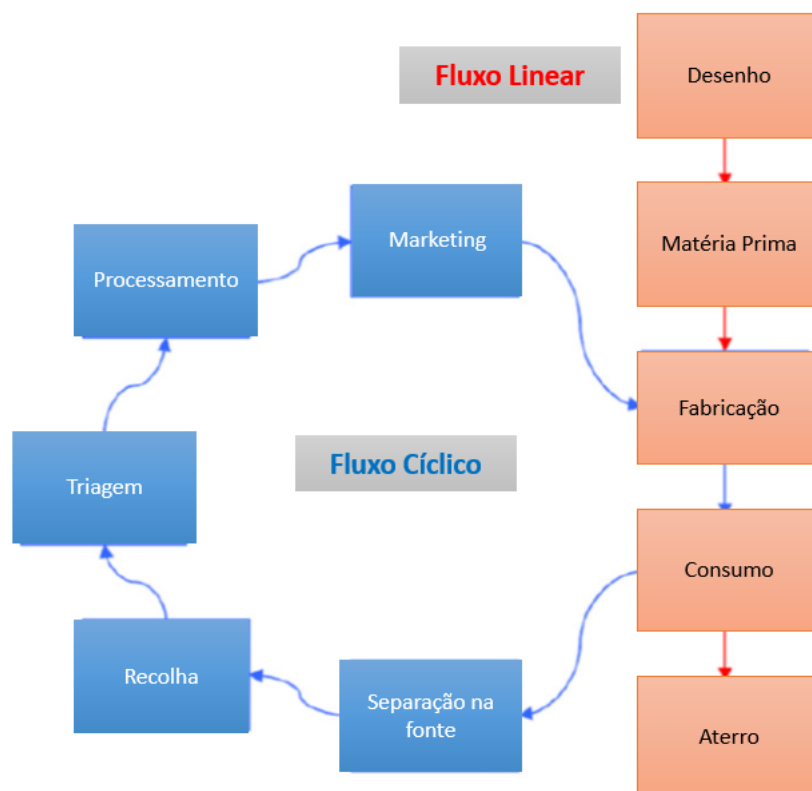 Fluxo Linear
Desenho
Matéria Prima
Marketing
Processamento
Fabricação
Fluxo Cíclico
Triagem
Consumo
Recolha
Separação na
fonte
Aterro